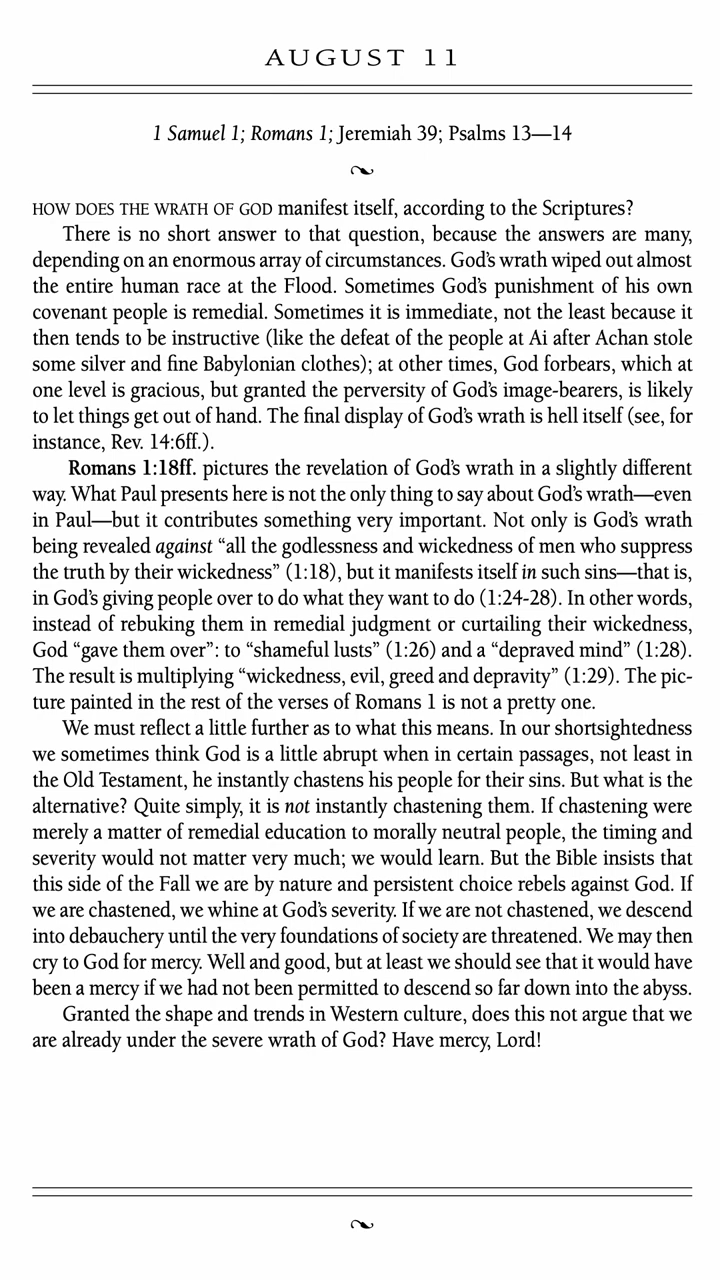 AUGUST 11
1 Samuel 1; Romans 1; Jeremiah 39; Psalms 13—14
HOW DOES THE WRATH OF GOD manifest itself, according to the Scriptures?
There is no short answer to that question, because the answers are many,
depending on an enormous array of circumstances. God’s wrath wiped out almost
the entire human race at the Flood. Sometimes God’s punishment of his own
covenant people is remedial. Sometimes it is immediate, not the least because it
then tends to be instructive (like the defeat of the people at Ai after Achan stole
some silver and fine Babylonian clothes); at other times, God forbears, which at
one level is gracious, but granted the perversity of God’s image-bearers, is likely
to let things get out of hand. The final display of God’s wrath is hell itself (see, for
instance, Rev. 14:6ff.).
Romans 1:18ff. pictures the revelation of God’s wrath in a slightly different
way. What Paul presents here is not the only thing to say about God’s wrath—even
in Paul—but it contributes something very important. Not only is God’s wrath
being revealed against “all the godlessness and wickedness of men who suppress
the truth by their wickedness” (1:18), but it manifests itself in such sins—that is,
in God’s giving people over to do what they want to do (1:24-28). In other words,
instead of rebuking them in remedial judgment or curtailing their wickedness,
God “gave them over”: to “shameful lusts” (1:26) and a “depraved mind” (1:28).
The result is multiplying “wickedness, evil, greed and depravity” (1:29). The pic-
ture painted in the rest of the verses of Romans 1 is not a pretty one.
We must reflect a little further as to what this means. In our shortsightedness
we sometimes think God is a little abrupt when in certain passages, not least in
the Old Testament, he instantly chastens his people for their sins. But what is the
alternative? Quite simply, it is not instantly chastening them. If chastening were
merely a matter of remedial education to morally neutral people, the timing and
severity would not matter very much; we would learn. But the Bible insists that
this side of the Fall we are by nature and persistent choice rebels against God. If
we are chastened, we whine at God’s severity. If we are not chastened, we descend
into debauchery until the very foundations of society are threatened. We may then
cry to God for mercy. Well and good, but at least we should see that it would have
been a mercy if we had not been permitted to descend so far down into the abyss.
Granted the shape and trends in Western culture, does this not argue that we
are already under the severe wrath of God? Have mercy, Lord!